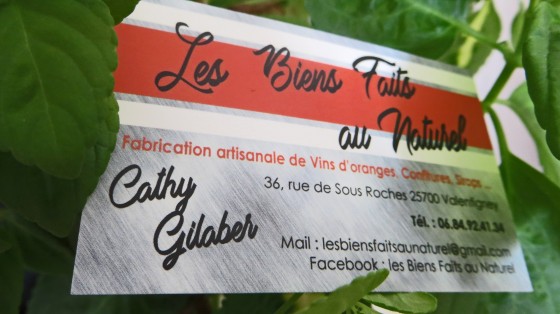 Les Biens Faits
au Naturel
Fabrication artisanale de Vins d'oranges, Confitures, Sirops ...
Cathy
Gilaber
36, rue de Sous Roches 25700 Valentigney
Tél. : 06.84.92.41.34
Mail : lesbiensfaitsaunaturel@gmail.com
Facebook : les Biens Faits au Naturel